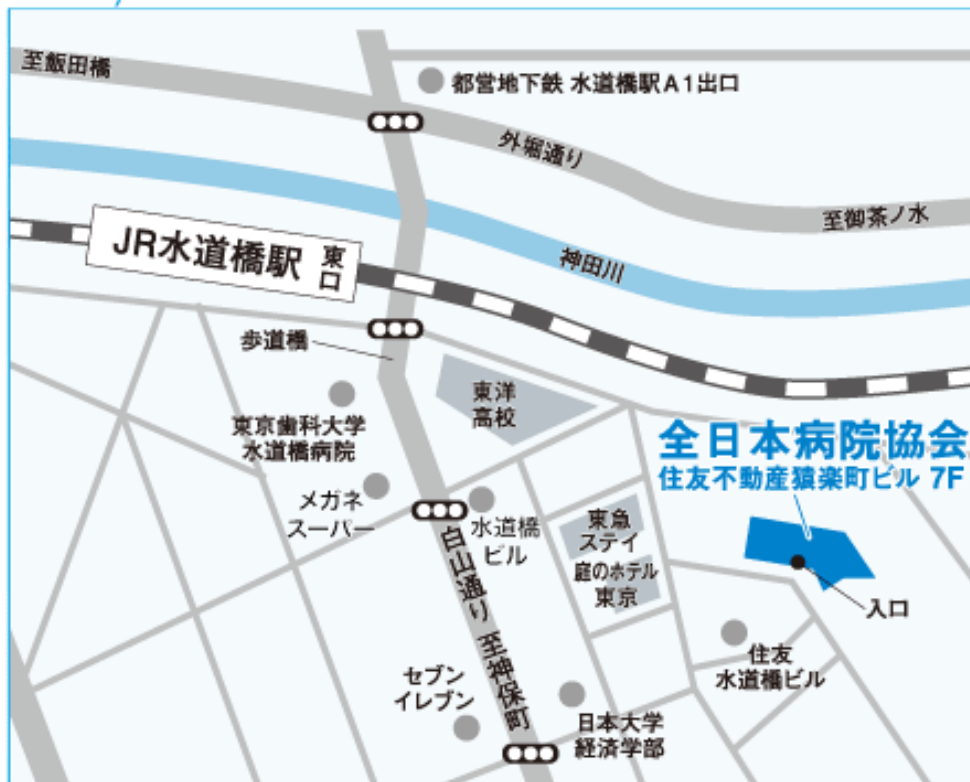 至飯田橋
都営地下鉄 水道橋駅A1出口
外堀通り
至御茶ノ水
JR水道橋駅 東口
神田川
歩道橋
東洋
高校
東京歯科大学
水道橋病院
全日本病院協会
住友不動産猿楽町ビル 7F
メガネ
スーパー
水道橋
ビル
東急
ステイ
庭のホテル
東京
入口
白山通り 至神保町
住友
水道橋ビル
セブン
イレブン
日本大学
経済学部